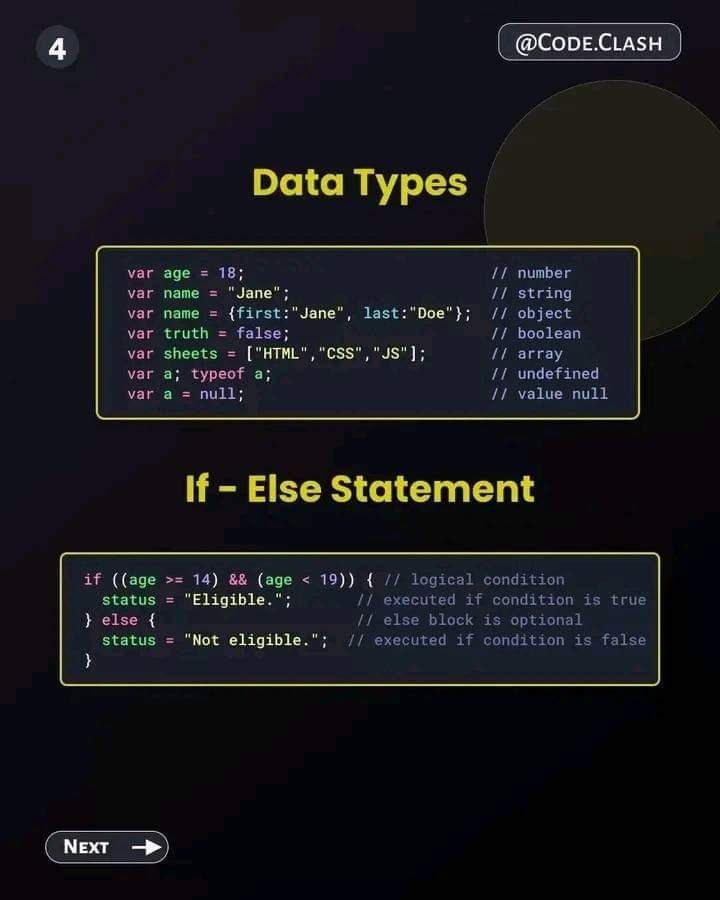 4
@CODE.CLASH
Data Types
var age = 18; // number
var name = "Jane"; // string
var name = {first:"Jane", last:"Doe"}; // object
var truth = false; // boolean
var sheets = ["HTML","CSS","JS"]; // array
var a; typeof a; // undefined
var a = null; // value null
If - Else Statement
if ((age >= 14) && (age < 19)) { // logical condition
  status = "Eligible."; // executed if condition is true
} else { // else block is optional
  status = "Not eligible."; // executed if condition is false
}
NEXT